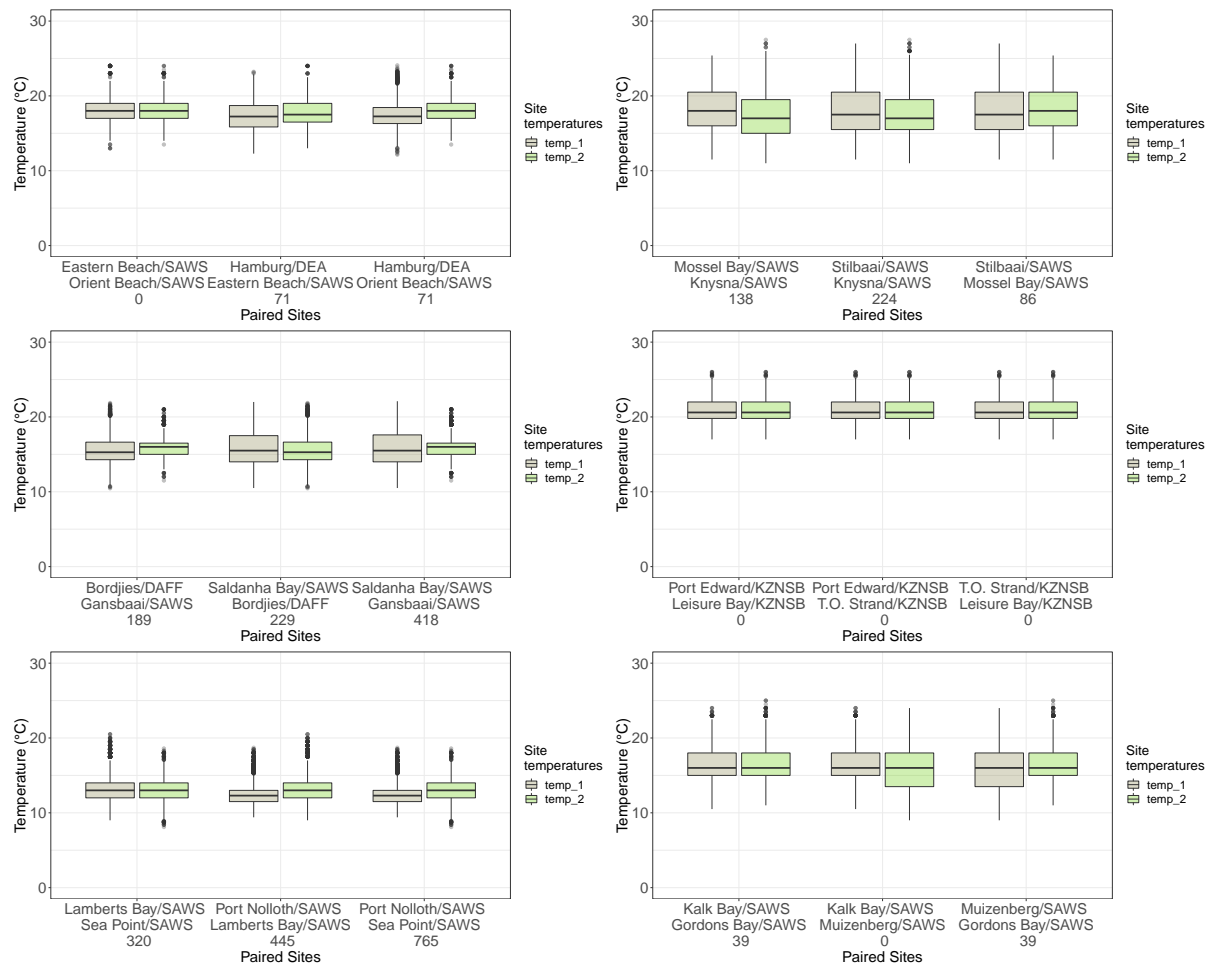 30
20
10
0
Temperature (°C)
Eastern Beach/SAWS Hamburg/DEA Hamburg/DEA
Orient Beach/SAWS Eastern Beach/SAWS Orient Beach/SAWS
0 71 71
Paired Sites
Site
temperatures
temp_1
temp_2
30
20
10
0
Temperature (°C)
Mossel Bay/SAWS Stilbaai/SAWS Stilbaai/SAWS
Knysna/SAWS Knysna/SAWS Mossel Bay/SAWS
138 224 86
Paired Sites
Site
temperatures
temp_1
temp_2
30
20
10
0
Temperature (°C)
Bordjies/DAFF Saldanha Bay/SAWS Saldanha Bay/SAWS
Gansbaai/SAWS Bordjies/DAFF Gansbaai/SAWS
189 229 418
Paired Sites
Site
temperatures
temp_1
temp_2
30
20
10
0
Temperature (°C)
Port Edward/KZNSB Port Edward/KZNSB T.O. Strand/KZNSB
Leisure Bay/KZNSB T.O. Strand/KZNSB Leisure Bay/KZNSB
0 0 0
Paired Sites
Site
temperatures
temp_1
temp_2
30
20
10
0
Temperature (°C)
Lamberts Bay/SAWS Port Nolloth/SAWS Port Nolloth/SAWS
Sea Point/SAWS Lamberts Bay/SAWS Sea Point/SAWS
320 445 765
Paired Sites
Site
temperatures
temp_1
temp_2
30
20
10
0
Temperature (°C)
Kalk Bay/SAWS Kalk Bay/SAWS Muizenberg/SAWS
Gordons Bay/SAWS Muizenberg/SAWS Gordons Bay/SAWS
39 0 39
Paired Sites
Site
temperatures
temp_1
temp_2